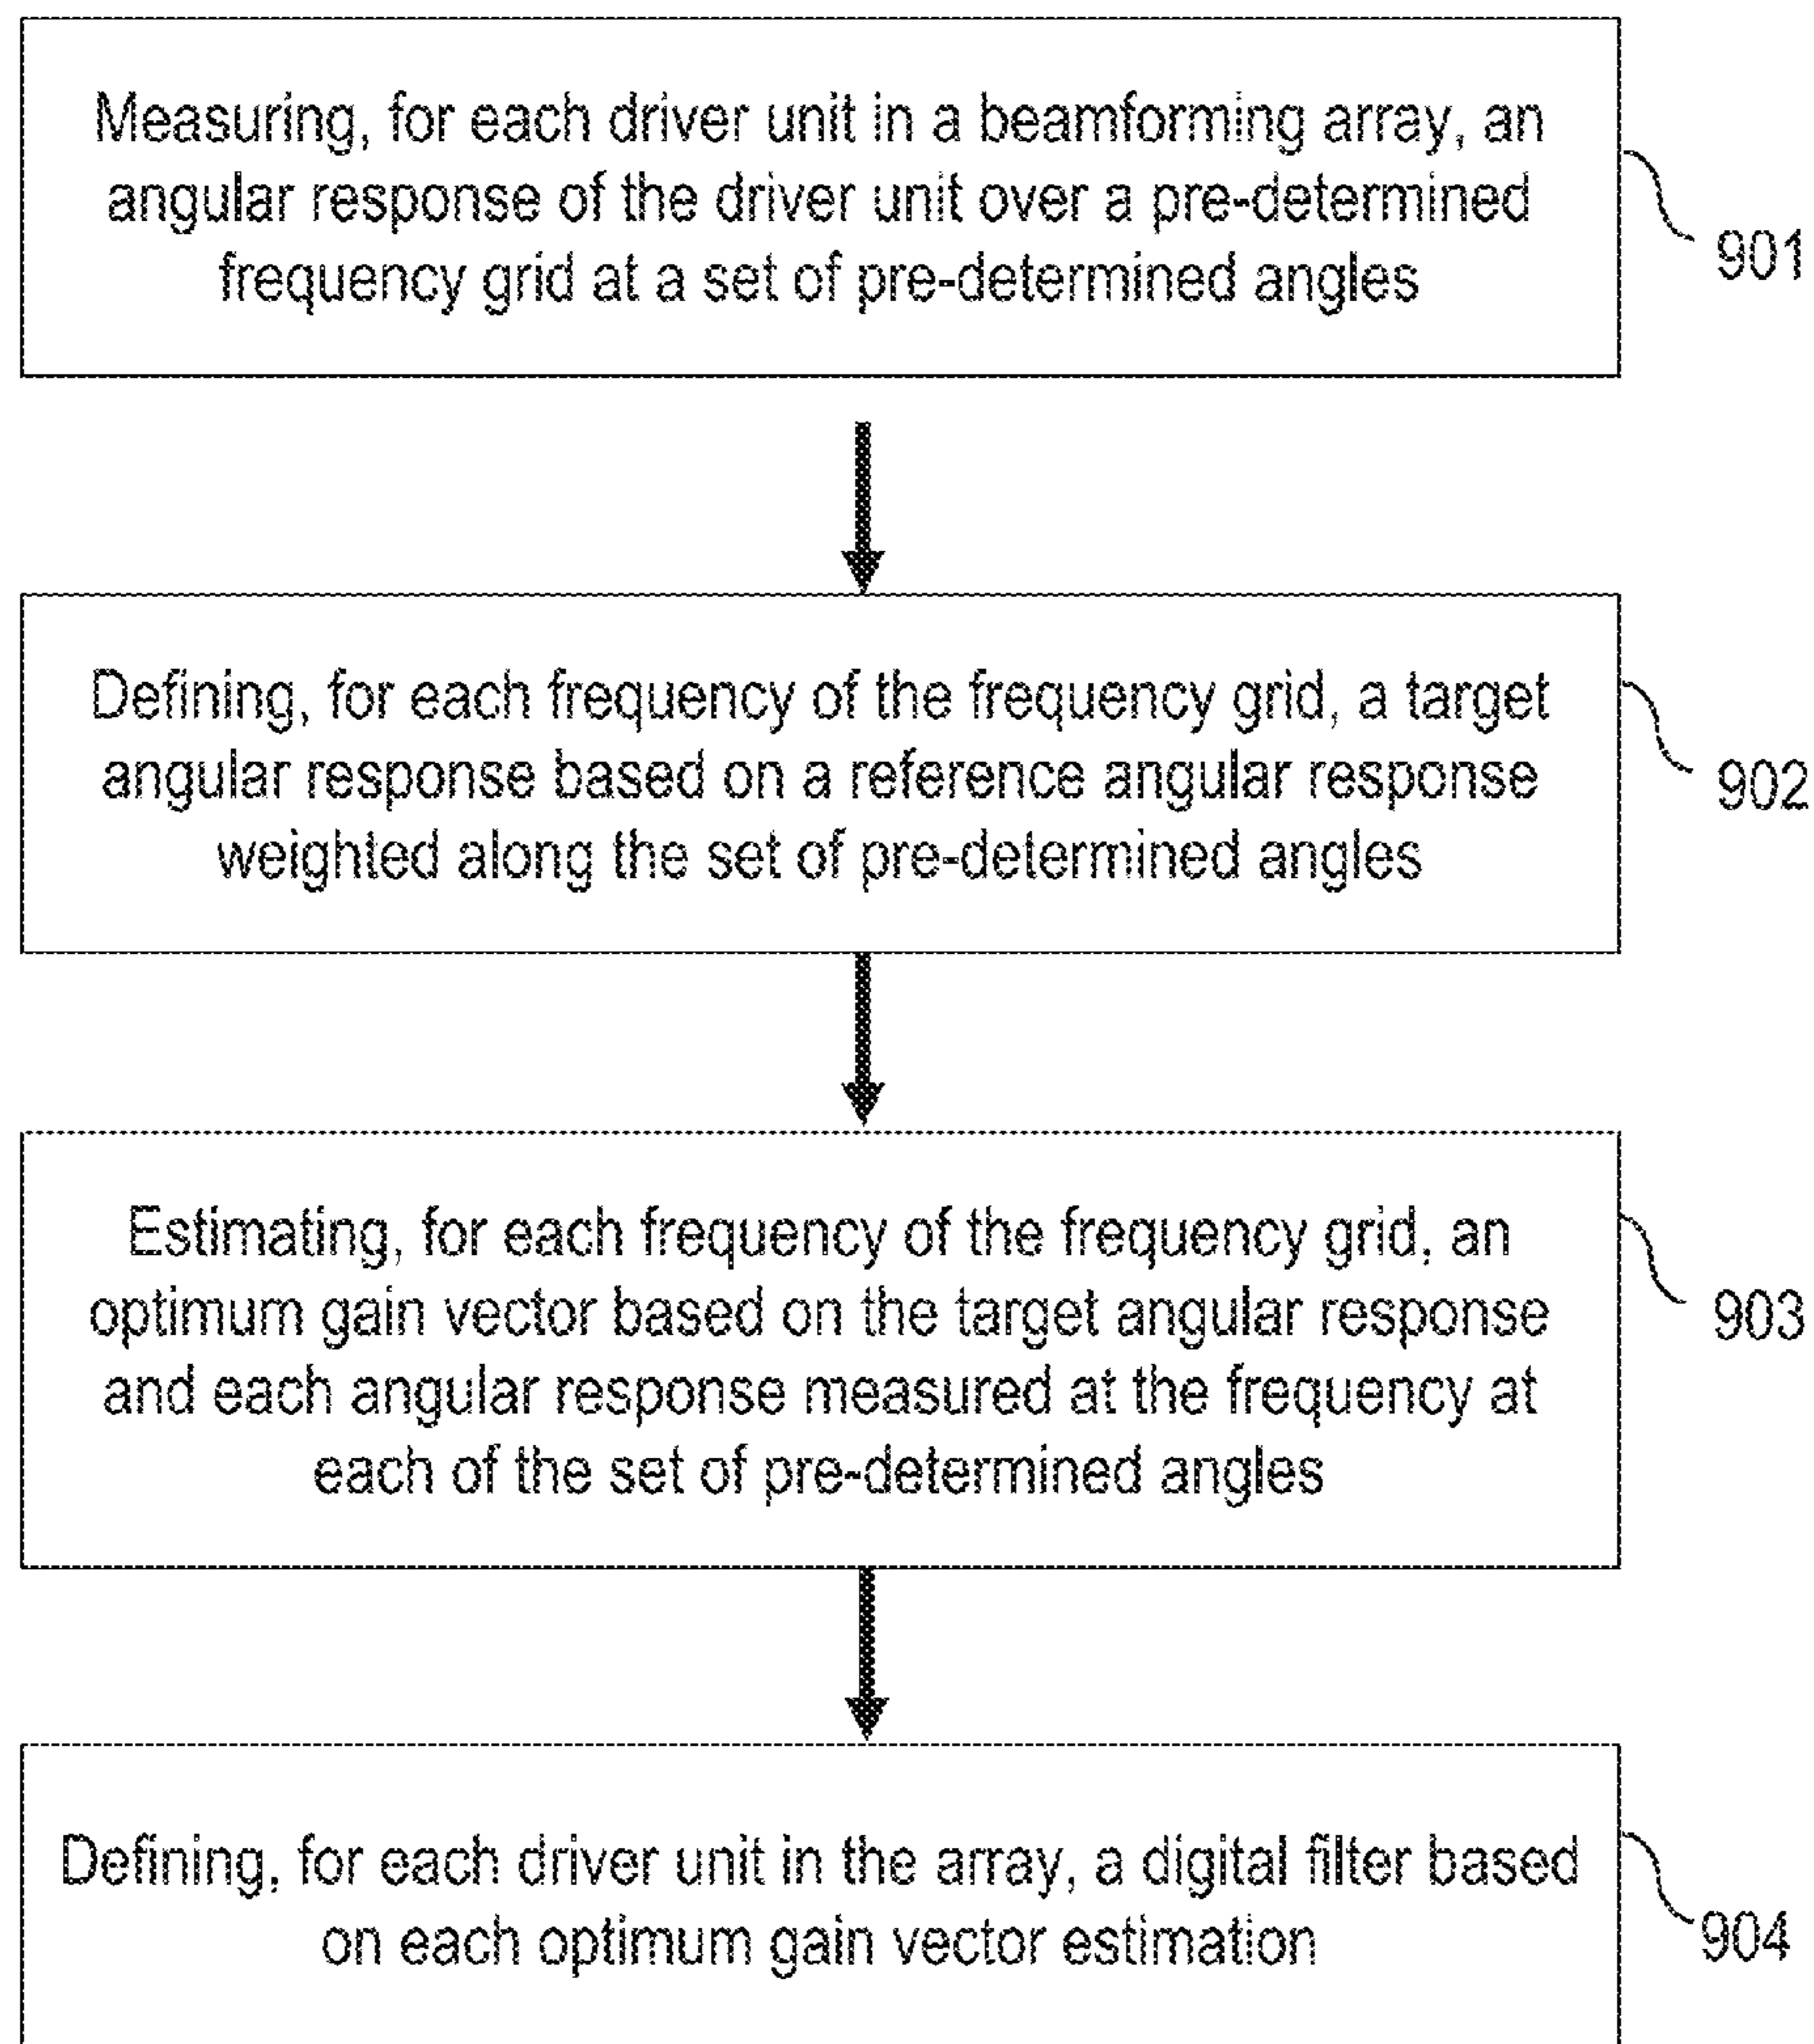 Measuring, for each driver unit in a beamforming array, an
angular response of the driver unit over a pre-determined
frequency grid at a set of pre-determined angles
901
Defining, for each frequency of the frequency grid, a target
angular response based on a reference angular response
weighted along the set of pre-determined angles
902
Estimating, for each frequency of the frequency grid, an
optimum gain vector based on the target angular response
and each angular response measured at the frequency at
each of the set of pre-determined angles
903
Defining, for each driver unit in the array, a digital filter based
on each optimum gain vector estimation
904